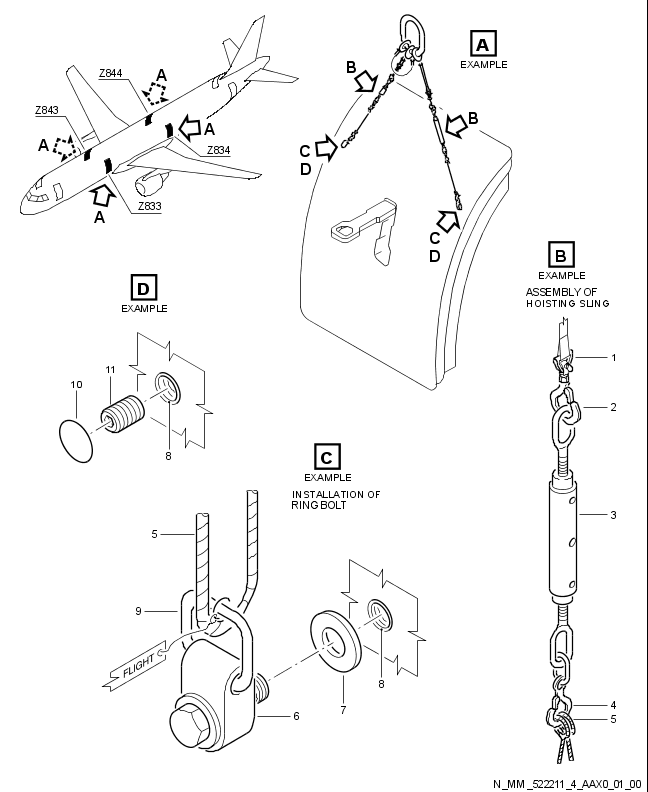 Z844
A
Z843
A
A
Z834
Z833
A
A
EXAMPLE
B
B
C
D
C
D
B
EXAMPLE
ASSEMBLY OF
HOISTING SLING
1
2
3
4
5
D
EXAMPLE
10
11
8
C
EXAMPLE
INSTALLATION OF
RING BOLT
5
9
FLIGHT
6
7
8
N_MM_522211_4_AAX0_01_00